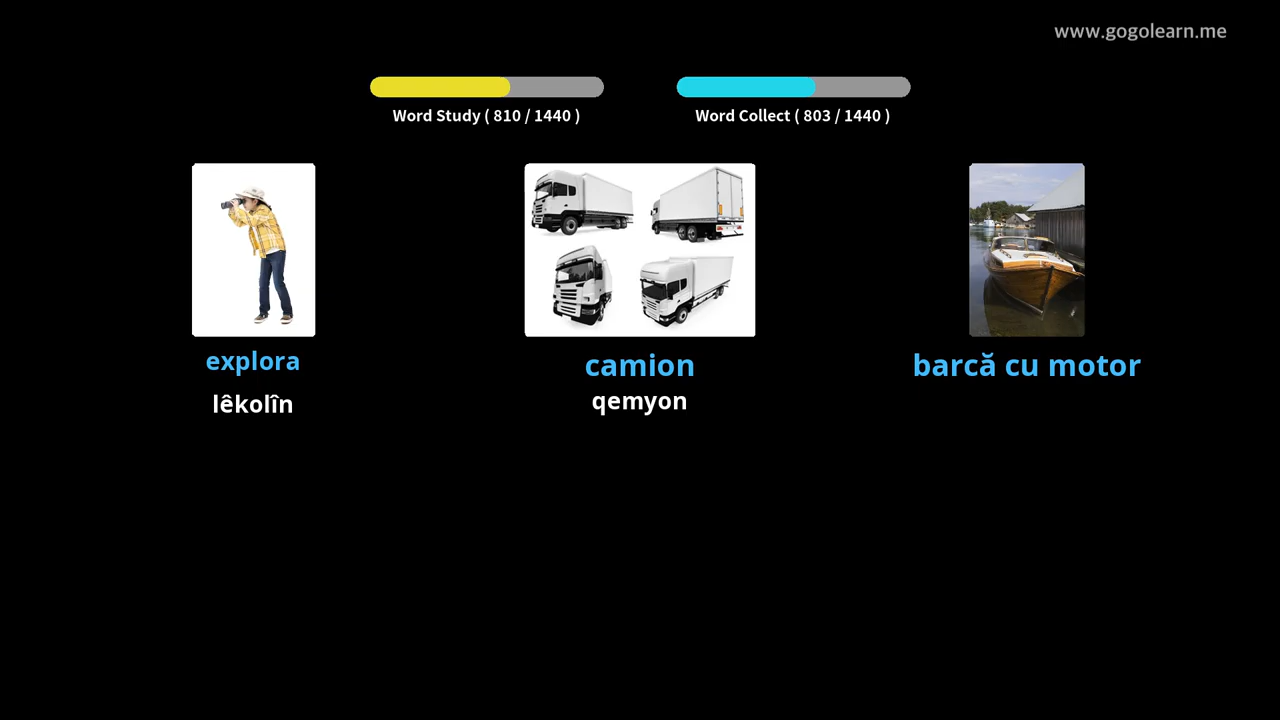 www.gogolearn.me
Word Study ( 810 / 1440 )
Word Collect ( 803 / 1440 )
explora
lêkolîn
camion
qemyon
barcă cu motor